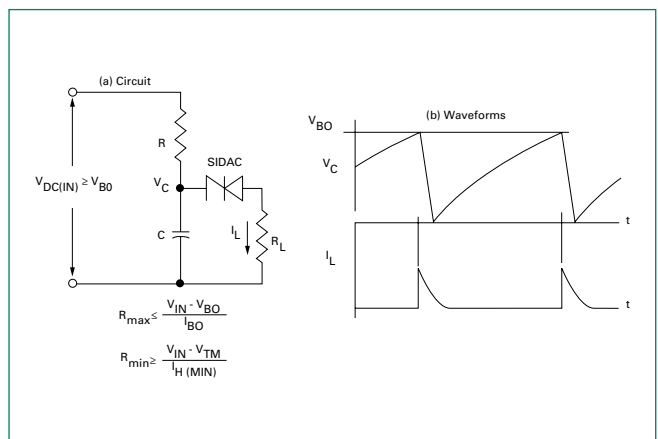 (a) Circuit
R
SIDAC
V_DC(IN) ≥ V_B0
V_C
C
I_L
R_L
R_max ≤ (V_IN - V_BO) / I_BO
R_min ≥ (V_IN - V_TM) / I_H (MIN)
(b) Waveforms
V_BO
V_C
t
I_L
t